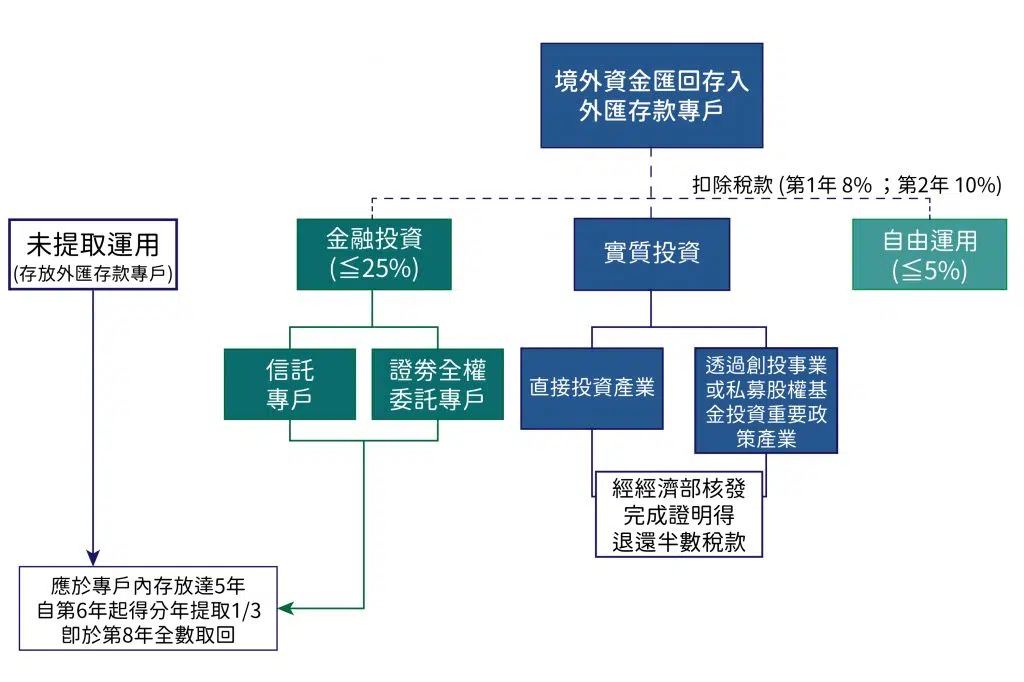 境外資金匯回存入
外匯存款專戶
扣除稅款 (第1年 8% ；第2年 10%)
未提取運用
(存放外匯存款專戶)
金融投資
(≦25%)
實質投資
自由運用
(≦5%)
信託
專戶
證券全權
委託專戶
直接投資產業
透過創投事業
或私募股權基
金投資重要政
策產業
經經濟部核發
完成證明得
退還半數稅款
應於專戶內存放達5年
自第6年起得分年提取1/3
即於第8年全數取回